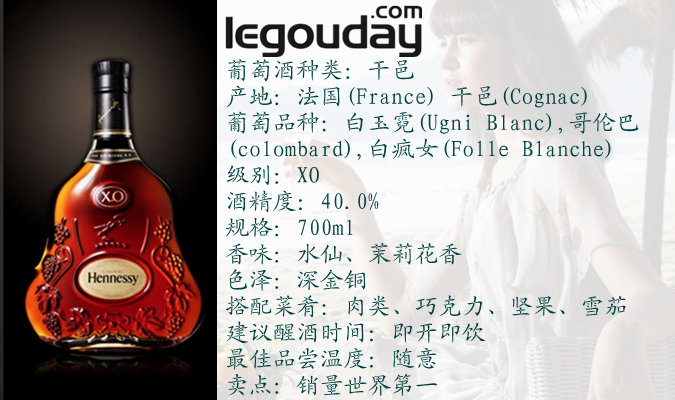 .com
legouday
葡萄酒种类: 干邑
产地: 法国(France) 干邑(Cognac)
葡萄品种: 白玉霓(Ugni Blanc),哥伦巴
(colombard),白疯女(Folle Blanche)
级别: XO
酒精度: 40.0%
规格: 700ml
香味: 水仙、茉莉花香
色泽: 深金铜
搭配菜肴: 肉类、巧克力、坚果、雪茄
建议醒酒时间: 即开即饮
最佳品尝温度: 随意
卖点: 销量世界第一
X.O
Hennessy